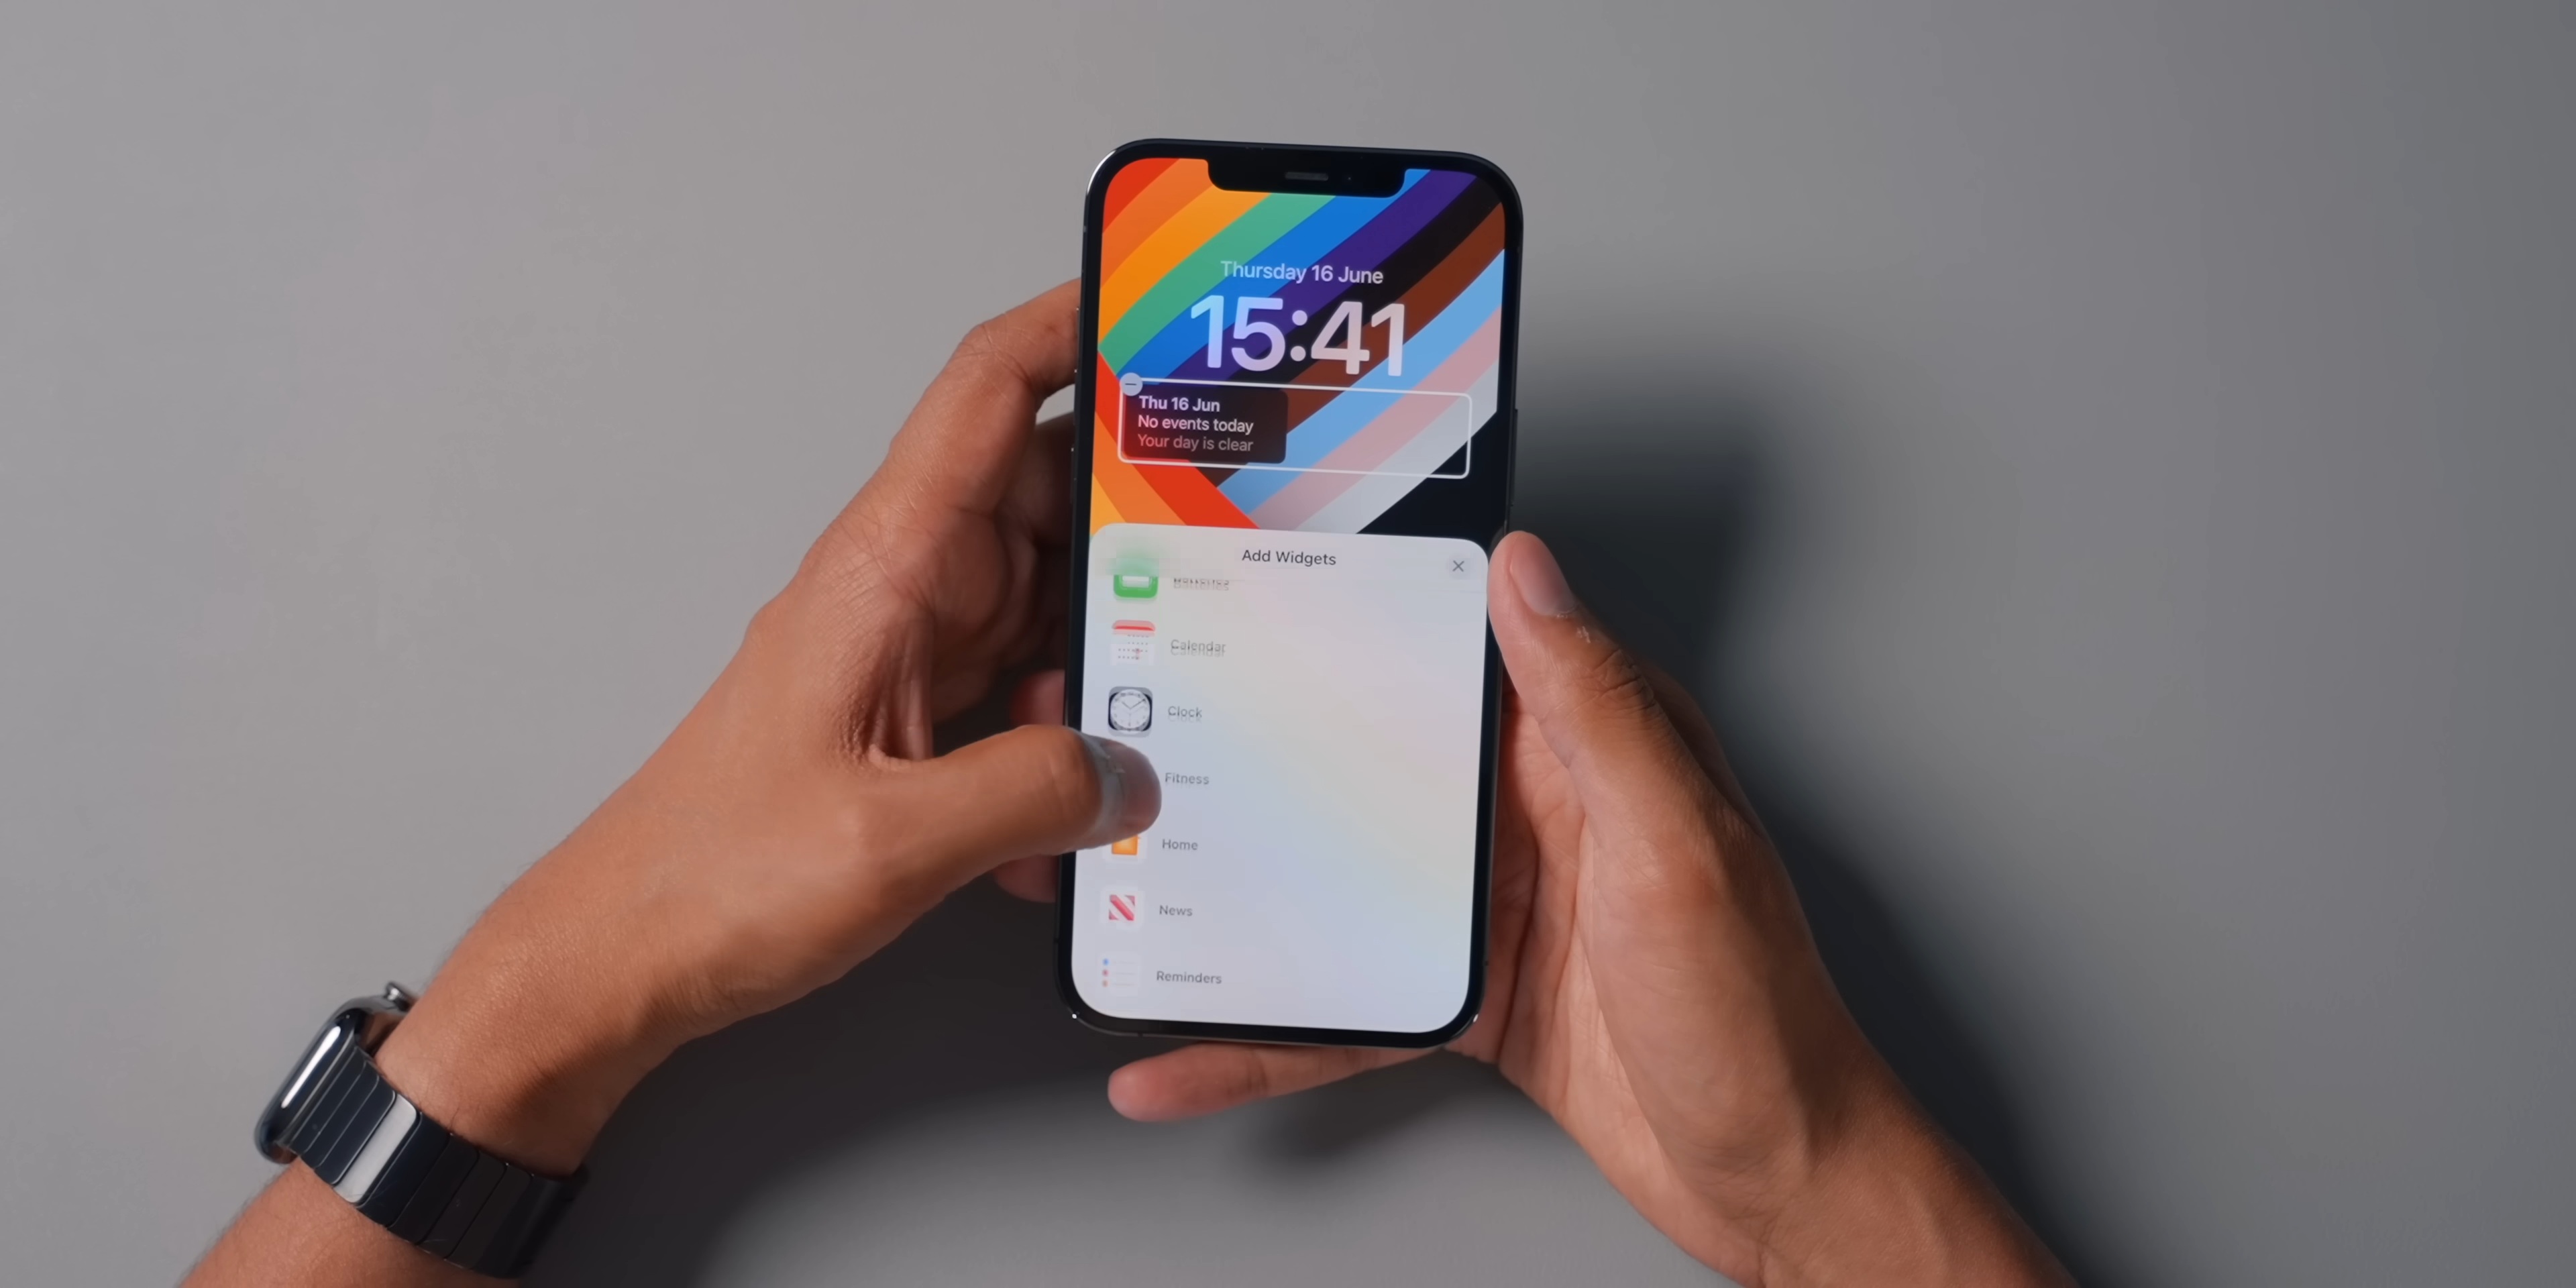 Thursday 16 June
15:41
Thu 16 Jun
No events today
Your day is clear
Add Widgets
Batteries
Calendar
Clock
Fitness
Home
News
Reminders